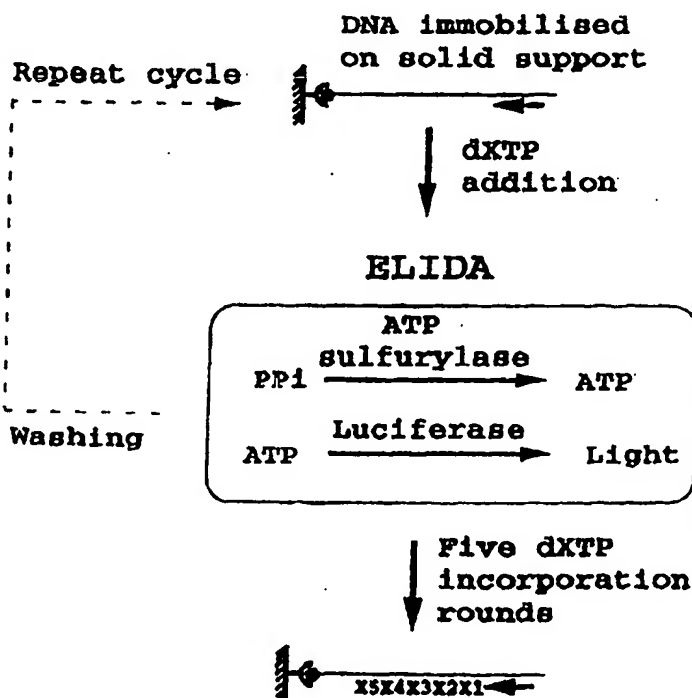 DNA immobilised
on solid support
Repeat cycle
dXTP
addition
ELIDA
ATP
sulfurylase
PPi
ATP
Luciferase
ATP
Light
Washing
Five dXTP
incorporation
rounds
X5X4X3X2X1